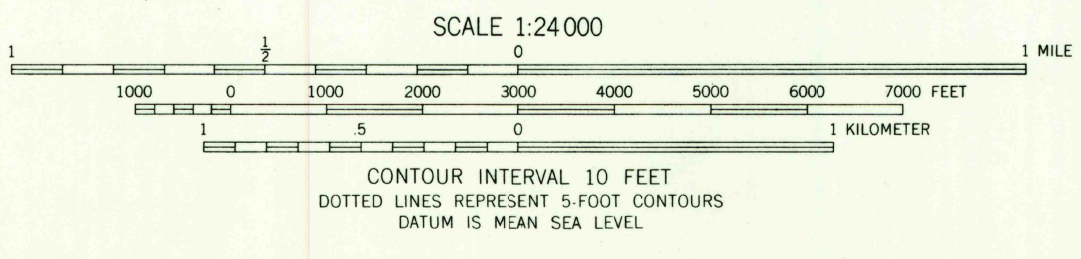 SCALE 1:24 000
1 1/2 0 1 MILE
1000 0 1000 2000 3000 4000 5000 6000 7000 FEET
1 .5 0 1 KILOMETER
CONTOUR INTERVAL 10 FEET
DOTTED LINES REPRESENT 5-FOOT CONTOURS
DATUM IS MEAN SEA LEVEL